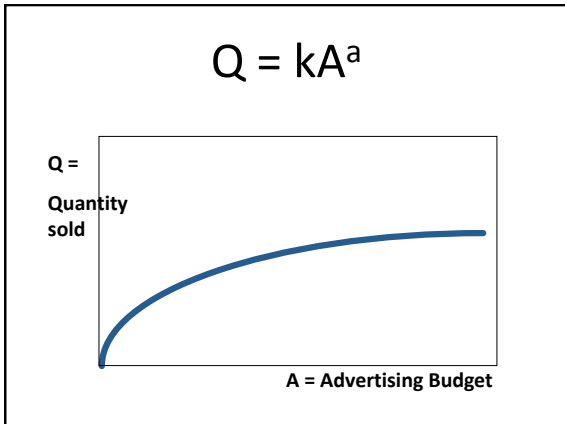 Q = kAᵃ
Q =
Quantity
sold
A = Advertising Budget